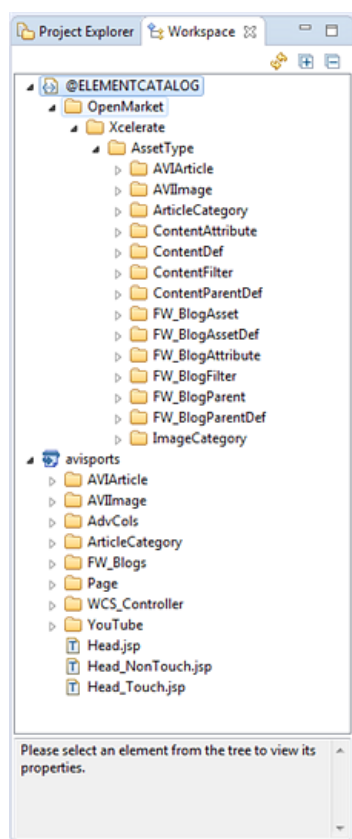 Project Explorer Workspace
@ELEMENTCATALOG
OpenMarket
Xcelerate
AssetType
AVIArticle
AVIImage
ArticleCategory
ContentAttribute
ContentDef
ContentFilter
ContentParentDef
FW_BlogAsset
FW_BlogAssetDef
FW_BlogAttribute
FW_BlogFilter
FW_BlogParent
FW_BlogParentDef
ImageCategory
avisports
AVIArticle
AVIImage
AdvCols
ArticleCategory
FW_Blogs
Page
WCS_Controller
YouTube
Head.jsp
Head_NonTouch.jsp
Head_Touch.jsp
Please select an element from the tree to view its
properties.